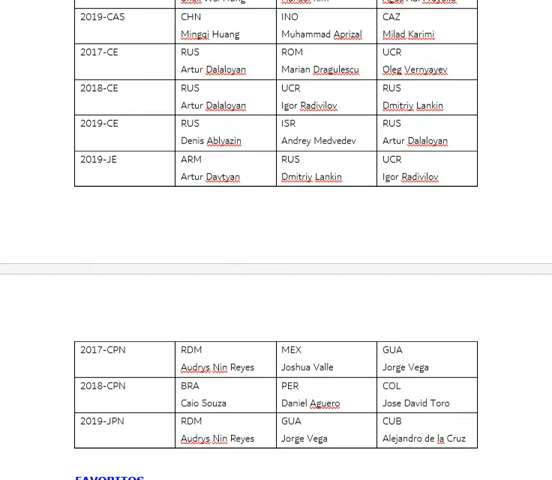 2019-CAS CHN INO CAZ
Mingqi Huang Muhammad Aprizal Milad Karimi
2017-CE RUS ROM UCR
Artur Dalaloyan Marian Dragulescu Oleg Vernyayev
2018-CE RUS UCR RUS
Artur Dalaloyan Igor Radivilov Dmitriy Lankin
2019-CE RUS ISR RUS
Denis Ablyazin Andrey Medvedev Artur Dalaloyan
2019-JE ARM RUS UCR
Artur Davtyan Dmitriy Lankin Igor Radivilov
2017-CPN RDM MEX GUA
Audrys Nin Reyes Joshua Valle Jorge Vega
2018-CPN BRA PER COL
Caio Souza Daniel Aguero Jose David Toro
2019-JPN RDM GUA CUB
Audrys Nin Reyes Jorge Vega Alejandro de la Cruz
FAVORITOS